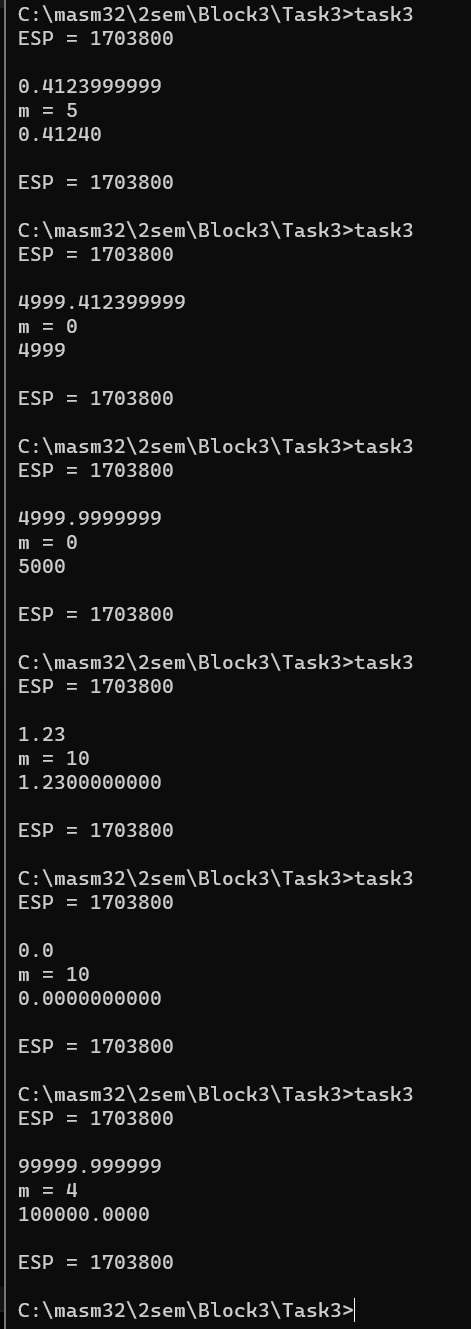 C:\masm32\2sem\Block3\Task3>task3
ESP = 1703800
0.4123999999
m = 5
0.41240
ESP = 1703800
C:\masm32\2sem\Block3\Task3>task3
ESP = 1703800
4999.412399999
m = 0
4999
ESP = 1703800
C:\masm32\2sem\Block3\Task3>task3
ESP = 1703800
4999.9999999
m = 0
5000
ESP = 1703800
C:\masm32\2sem\Block3\Task3>task3
ESP = 1703800
1.23
m = 10
1.2300000000
ESP = 1703800
C:\masm32\2sem\Block3\Task3>task3
ESP = 1703800
0.0
m = 10
0.0000000000
ESP = 1703800
C:\masm32\2sem\Block3\Task3>task3
ESP = 1703800
99999.999999
m = 4
100000.0000
ESP = 1703800
C:\masm32\2sem\Block3\Task3>